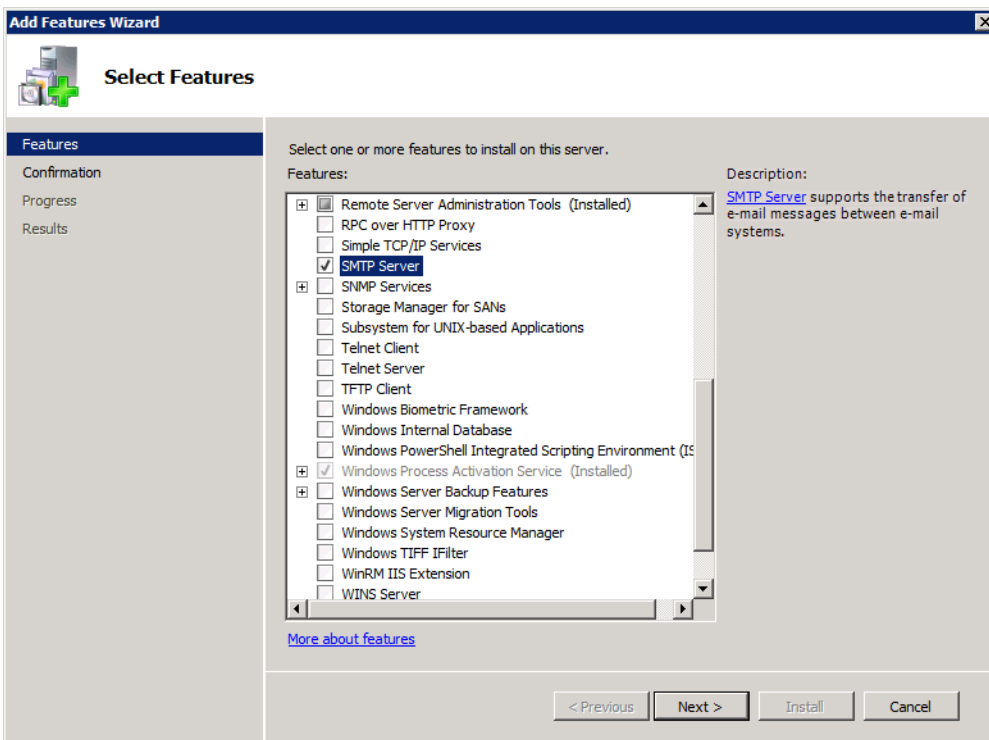 Add Features Wizard
Select Features
Features
Confirmation
Progress
Results
Select one or more features to install on this server.
Features:
Remote Server Administration Tools (Installed)
RPC over HTTP Proxy
Simple TCP/IP Services
SMTP Server
SNMP Services
Storage Manager for SANs
Subsystem for UNIX-based Applications
Telnet Client
Telnet Server
TFTP Client
Windows Biometric Framework
Windows Internal Database
Windows PowerShell Integrated Scripting Environment (IS
Windows Process Activation Service (Installed)
Windows Server Backup Features
Windows Server Migration Tools
Windows System Resource Manager
Windows TIFF IFilter
WinRM IIS Extension
WINS Server
Description:
SMTP Server supports the transfer of
e-mail messages between e-mail
systems.
More about features
< Previous
Next >
Install
Cancel